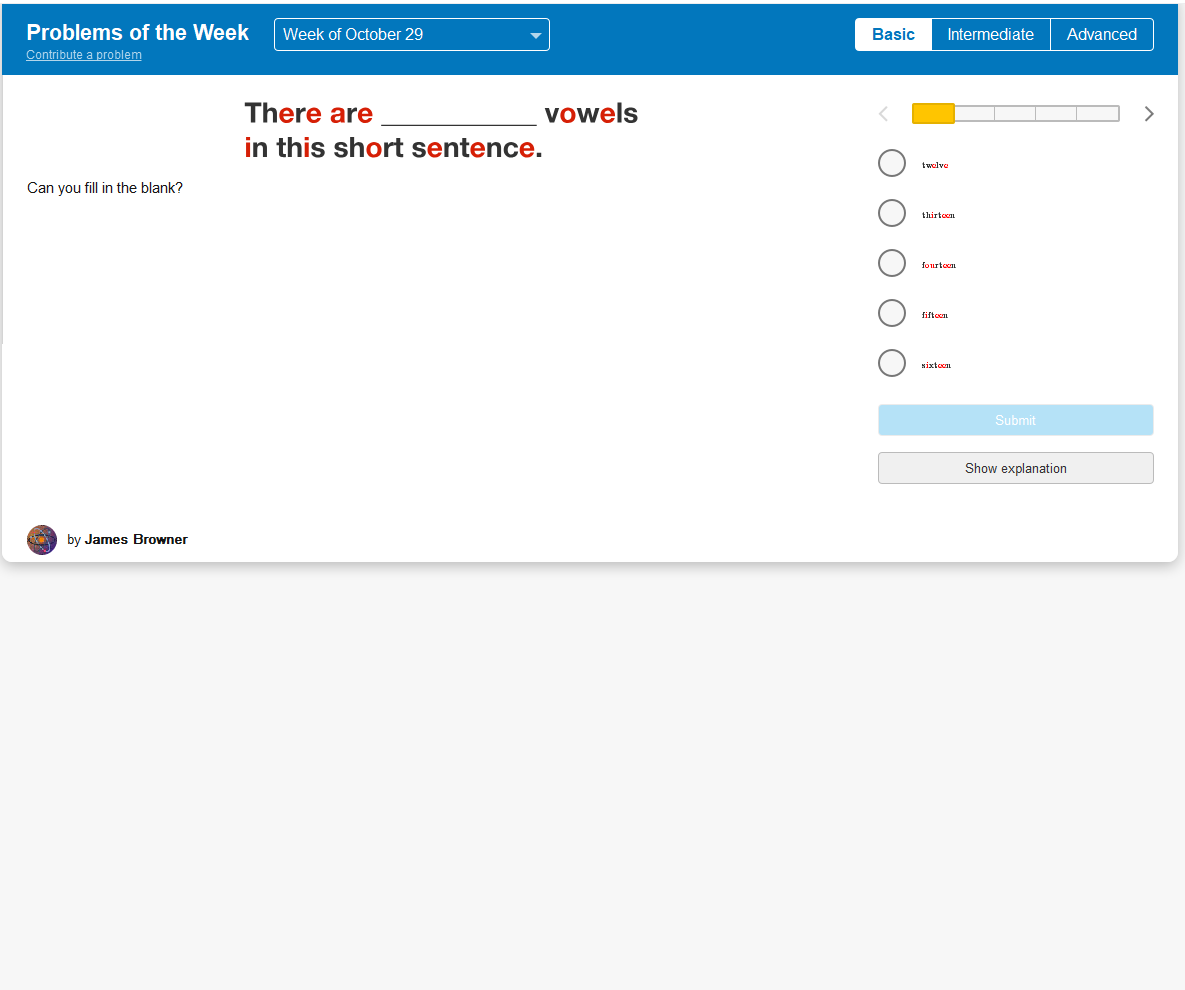 Problems of the Week
Contribute a problem
Week of October 29
Basic
Intermediate
Advanced
There are ___________ vowels
in this short sentence.
Can you fill in the blank?
twelve
thirteen
fourteen
fifteen
sixteen
Submit
Show explanation
by James Browner